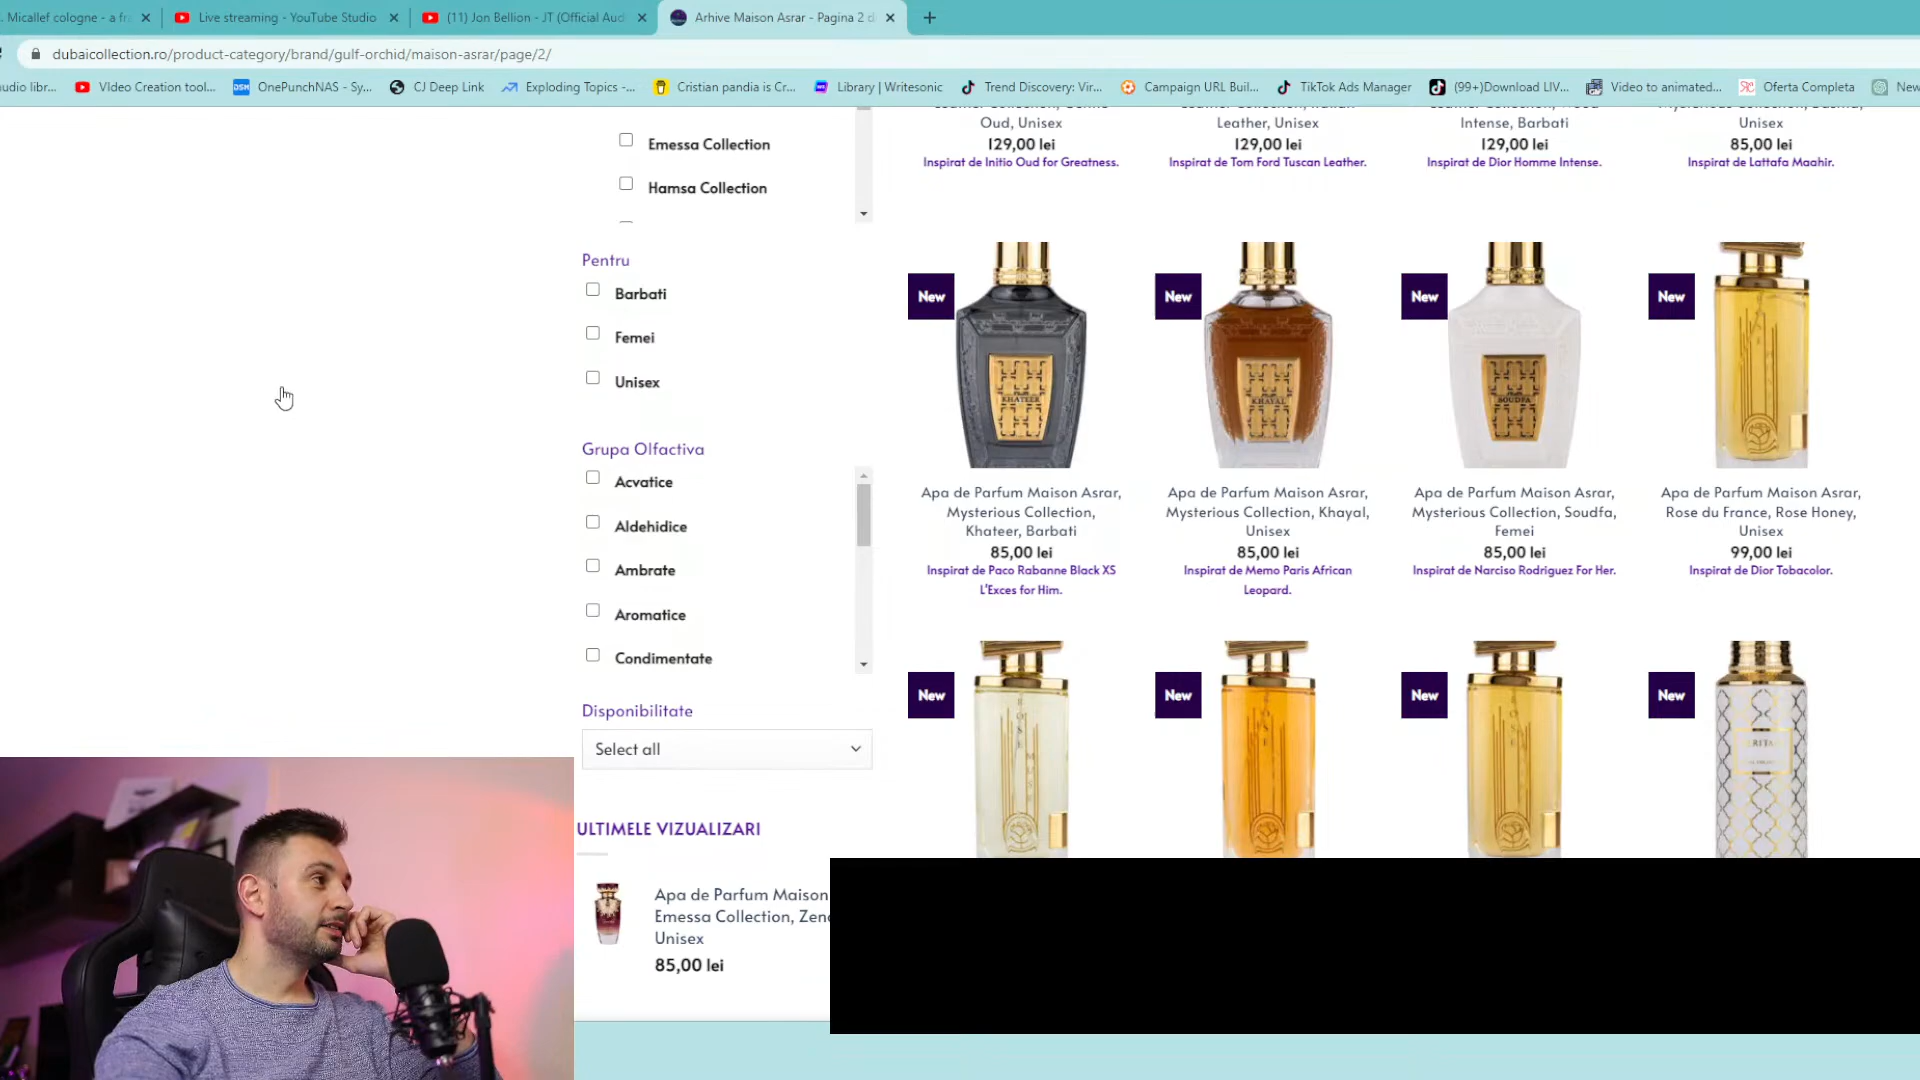 . Micallef cologne - a fr
Live streaming - YouTube Studio
(11) Jon Bellion - JT (Official Aud
Arhive Maison Asrar - Pagina 2 d
dubaicollection.ro/product-category/brand/gulf-orchid/maison-asrar/page/2/
udio libr...
VIdeo Creation tool...
OnePunchNAS - Sy...
CJ Deep Link
Exploding Topics -...
Cristian pandia is Cr...
Library | Writesonic
Trend Discovery: Vir...
Campaign URL Buil...
TikTok Ads Manager
(99+)Download LIV...
Video to animated...
Oferta Completa
New
Emessa Collection
Hamsa Collection
Pentru
Barbati
Femei
Unisex
Grupa Olfactiva
Acvatice
Aldehidice
Ambrate
Aromatice
Condimentate
Disponibilitate
Select all
ULTIMELE VIZUALIZARI
Apa de Parfum Maison
Emessa Collection, Zen
Unisex
85,00 lei
Oud, Unisex
129,00 lei
Inspirat de Initio Oud for Greatness.
Leather, Unisex
129,00 lei
Inspirat de Tom Ford Tuscan Leather.
Intense, Barbati
129,00 lei
Inspirat de Dior Homme Intense.
Unisex
85,00 lei
Inspirat de Lattafa Maahir.
New
KHATEER
Apa de Parfum Maison Asrar,
Mysterious Collection,
Khateer, Barbati
85,00 lei
Inspirat de Paco Rabanne Black XS
L'Exces for Him.
New
KHAYAL
Apa de Parfum Maison Asrar,
Mysterious Collection, Khayal,
Unisex
85,00 lei
Inspirat de Memo Paris African
Leopard.
New
SOUDFA
Apa de Parfum Maison Asrar,
Mysterious Collection, Soudfa,
Femei
85,00 lei
Inspirat de Narciso Rodriguez For Her.
New
Apa de Parfum Maison Asrar,
Rose du France, Rose Honey,
Unisex
99,00 lei
Inspirat de Dior Tobacolor.
New
New
New
New